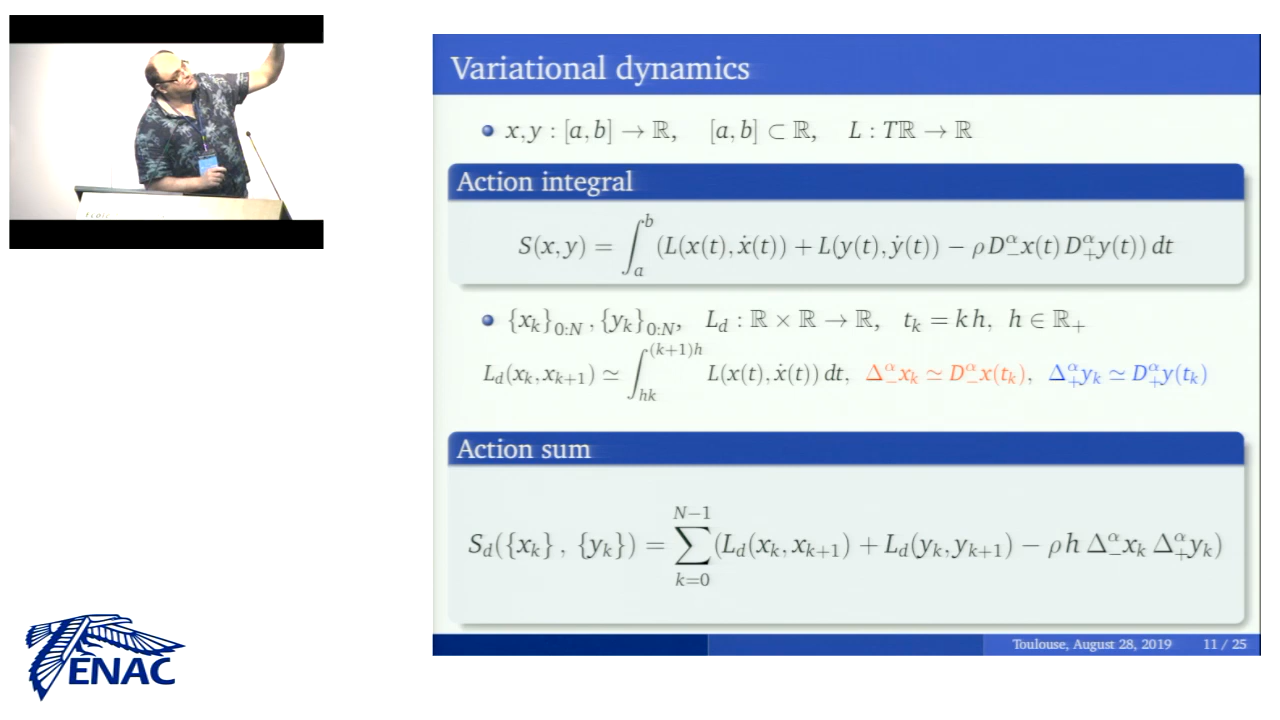 Variational dynamics
• x, y : [a, b] → ℝ, [a, b] ⊂ ℝ, L : Tℝ → ℝ
Action integral
S(x, y) = ∫_a^b (L(x(t), ẋ(t)) + L(y(t), ẏ(t)) − ρ D_−^α x(t) D_+^α y(t)) dt
• {x_k}_{0:N}, {y_k}_{0:N}, L_d : ℝ × ℝ → ℝ, t_k = k h, h ∈ ℝ_+
L_d(x_k, x_{k+1}) ≃ ∫_{hk}^{(k+1)h} L(x(t), ẋ(t)) dt, Δ_−^α x_k ≃ D_−^α x(t_k), Δ_+^α y_k ≃ D_+^α y(t_k)
Action sum
S_d({x_k}, {y_k}) = ∑_{k=0}^{N−1} (L_d(x_k, x_{k+1}) + L_d(y_k, y_{k+1}) − ρ h Δ_−^α x_k Δ_+^α y_k)
Toulouse, August 28, 2019 11 / 25
ENAC